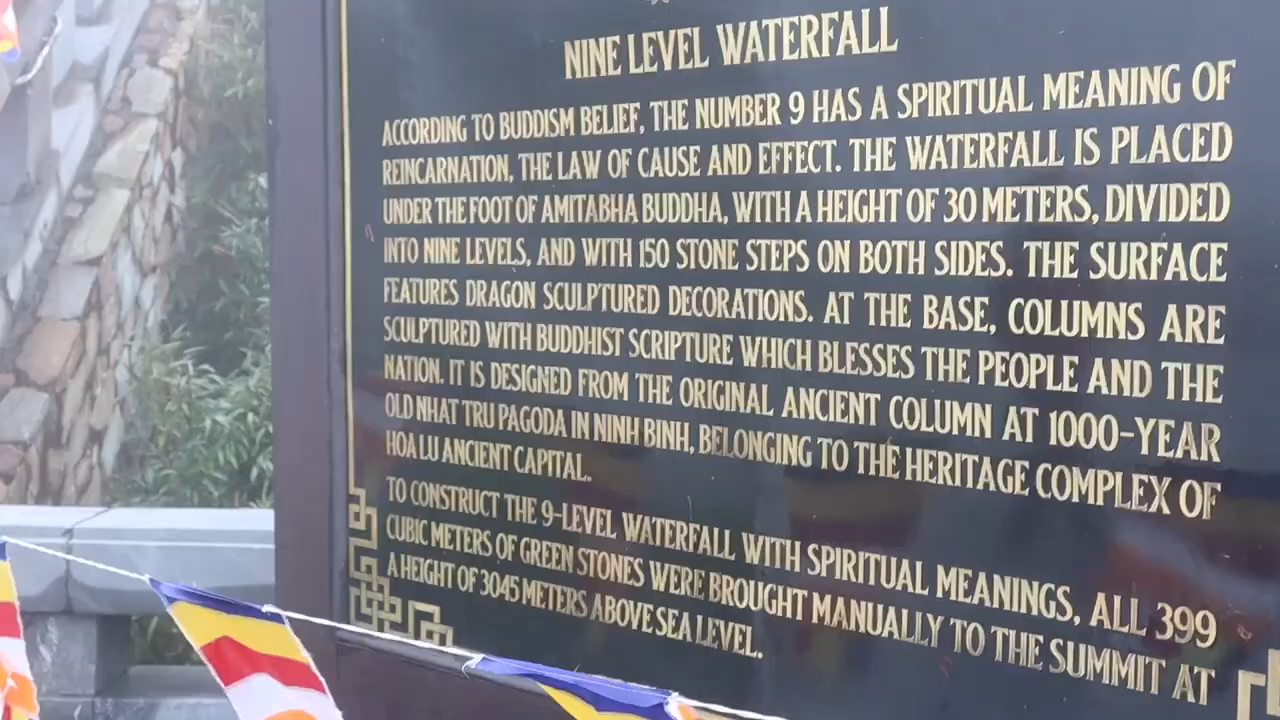 NINE LEVEL WATERFALL
ACCORDING TO BUDDISM BELIEF, THE NUMBER 9 HAS A SPIRITUAL MEANING OF
REINCARNATION, THE LAW OF CAUSE AND EFFECT. THE WATERFALL IS PLACED
UNDER THE FOOT OF AMITABHA BUDDHA, WITH A HEIGHT OF 30 METERS, DIVIDED
INTO NINE LEVELS, AND WITH 150 STONE STEPS ON BOTH SIDES. THE SURFACE
FEATURES DRAGON SCULPTURED DECORATIONS. AT THE BASE, COLUMNS ARE
SCULPTURED WITH BUDDHIST SCRIPTURE WHICH BLESSES THE PEOPLE AND THE
NATION. IT IS DESIGNED FROM THE ORIGINAL ANCIENT COLUMN AT 1000-YEAR
OLD NHAT TRU PAGODA IN NINH BINH, BELONGING TO THE HERITAGE COMPLEX OF
HOA LU ANCIENT CAPITAL.
TO CONSTRUCT THE 9-LEVEL WATERFALL WITH SPIRITUAL MEANINGS, ALL 399
CUBIC METERS OF GREEN STONES WERE BROUGHT MANUALLY TO THE SUMMIT AT
A HEIGHT OF 3045 METERS ABOVE SEA LEVEL.